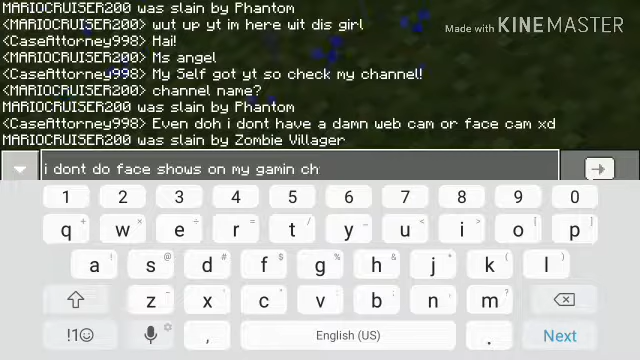 MARIOCRUISER200 was slain by Phantom
<MARIOCRUISER200> wut up yt im here wit dis girl
<CaseAttorney998> Hai!
<MARIOCRUISER200> Ms angel
<CaseAttorney998> My Self got yt so check my channel!
<MARIOCRUISER200> channel name?
MARIOCRUISER200 was slain by Phantom
<CaseAttorney998> Even doh i dont have a damn web cam or face cam xd
MARIOCRUISER200 was slain by Zombie Villager
Made with KINEMASTER
i dont do face shows on my gamin ch
1 2 3 4 5 6 7 8 9 0
q w e r t y u i o p
a s d f g h j k l
z x c v b n m
!1☺ , English (US) . Next